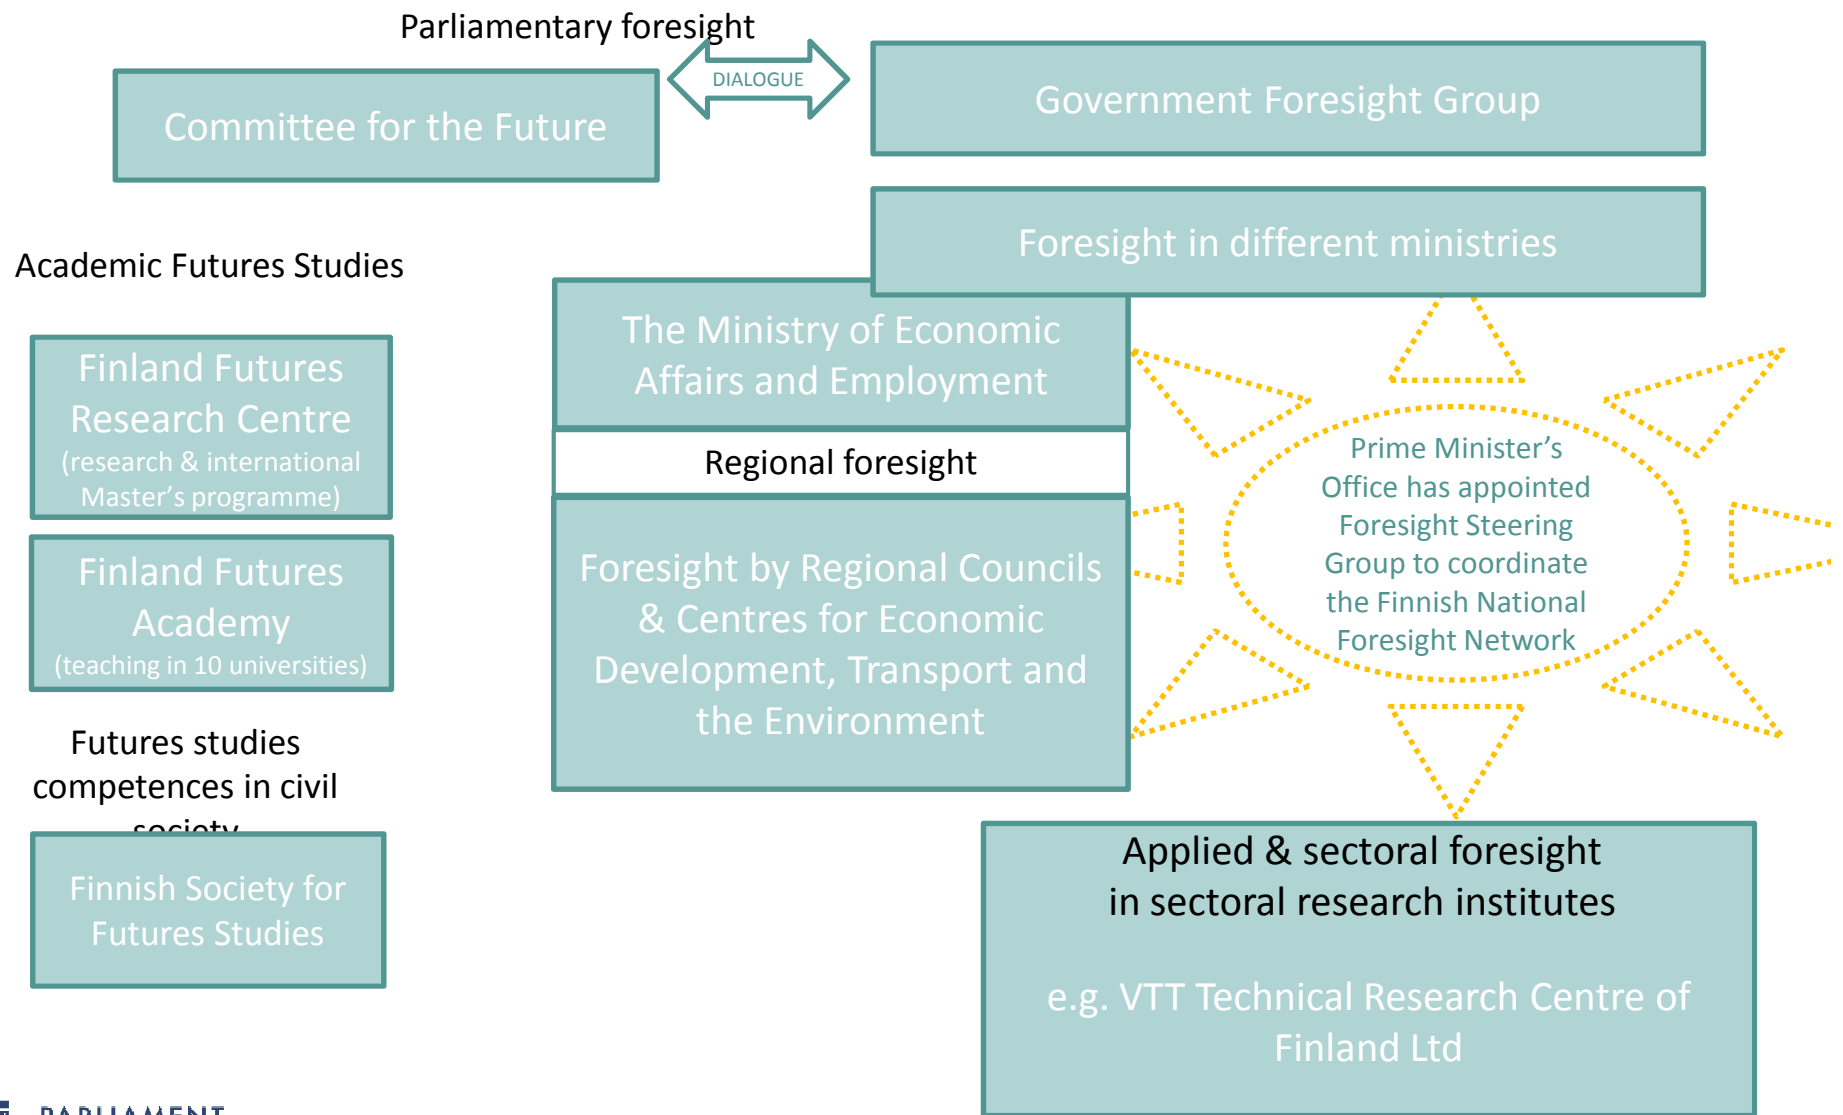 Parliamentary foresight
DIALOGUE
Committee for the Future
Government Foresight Group
Foresight in different ministries
Academic Futures Studies
Finland Futures
Research Centre
(research & international
Master's programme)
Finland Futures
Academy
(teaching in 10 universities)
Futures studies
competences in civil
society
Finnish Society for
Futures Studies
The Ministry of Economic
Affairs and Employment
Regional foresight
Foresight by Regional Councils
& Centres for Economic
Development, Transport and
the Environment
Prime Minister's
Office has appointed
Foresight Steering
Group to coordinate
the Finnish National
Foresight Network
Applied & sectoral foresight
in sectoral research institutes
e.g. VTT Technical Research Centre of
Finland Ltd
PARLIAMENT